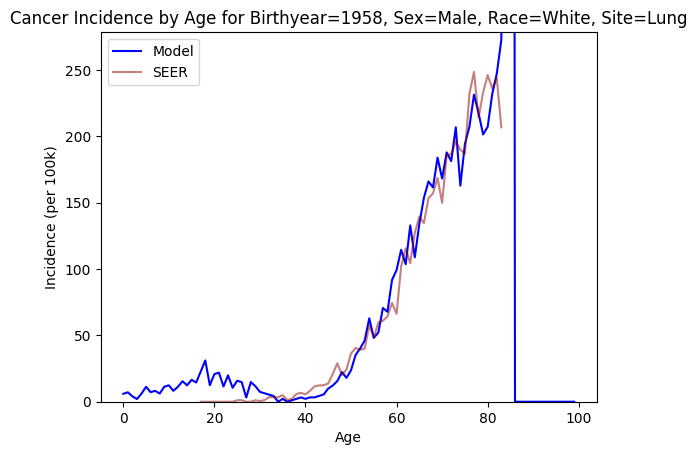 Cancer Incidence by Age for Birthyear=1958, Sex=Male, Race=White, Site=Lung
Model
SEER
Incidence (per 100k)
250
200
150
100
50
0
0 20 40 60 80 100
Age